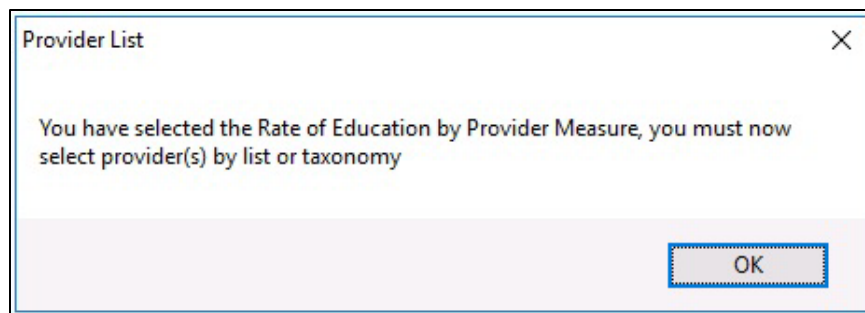 Provider List
You have selected the Rate of Education by Provider Measure, you must now
select provider(s) by list or taxonomy
OK